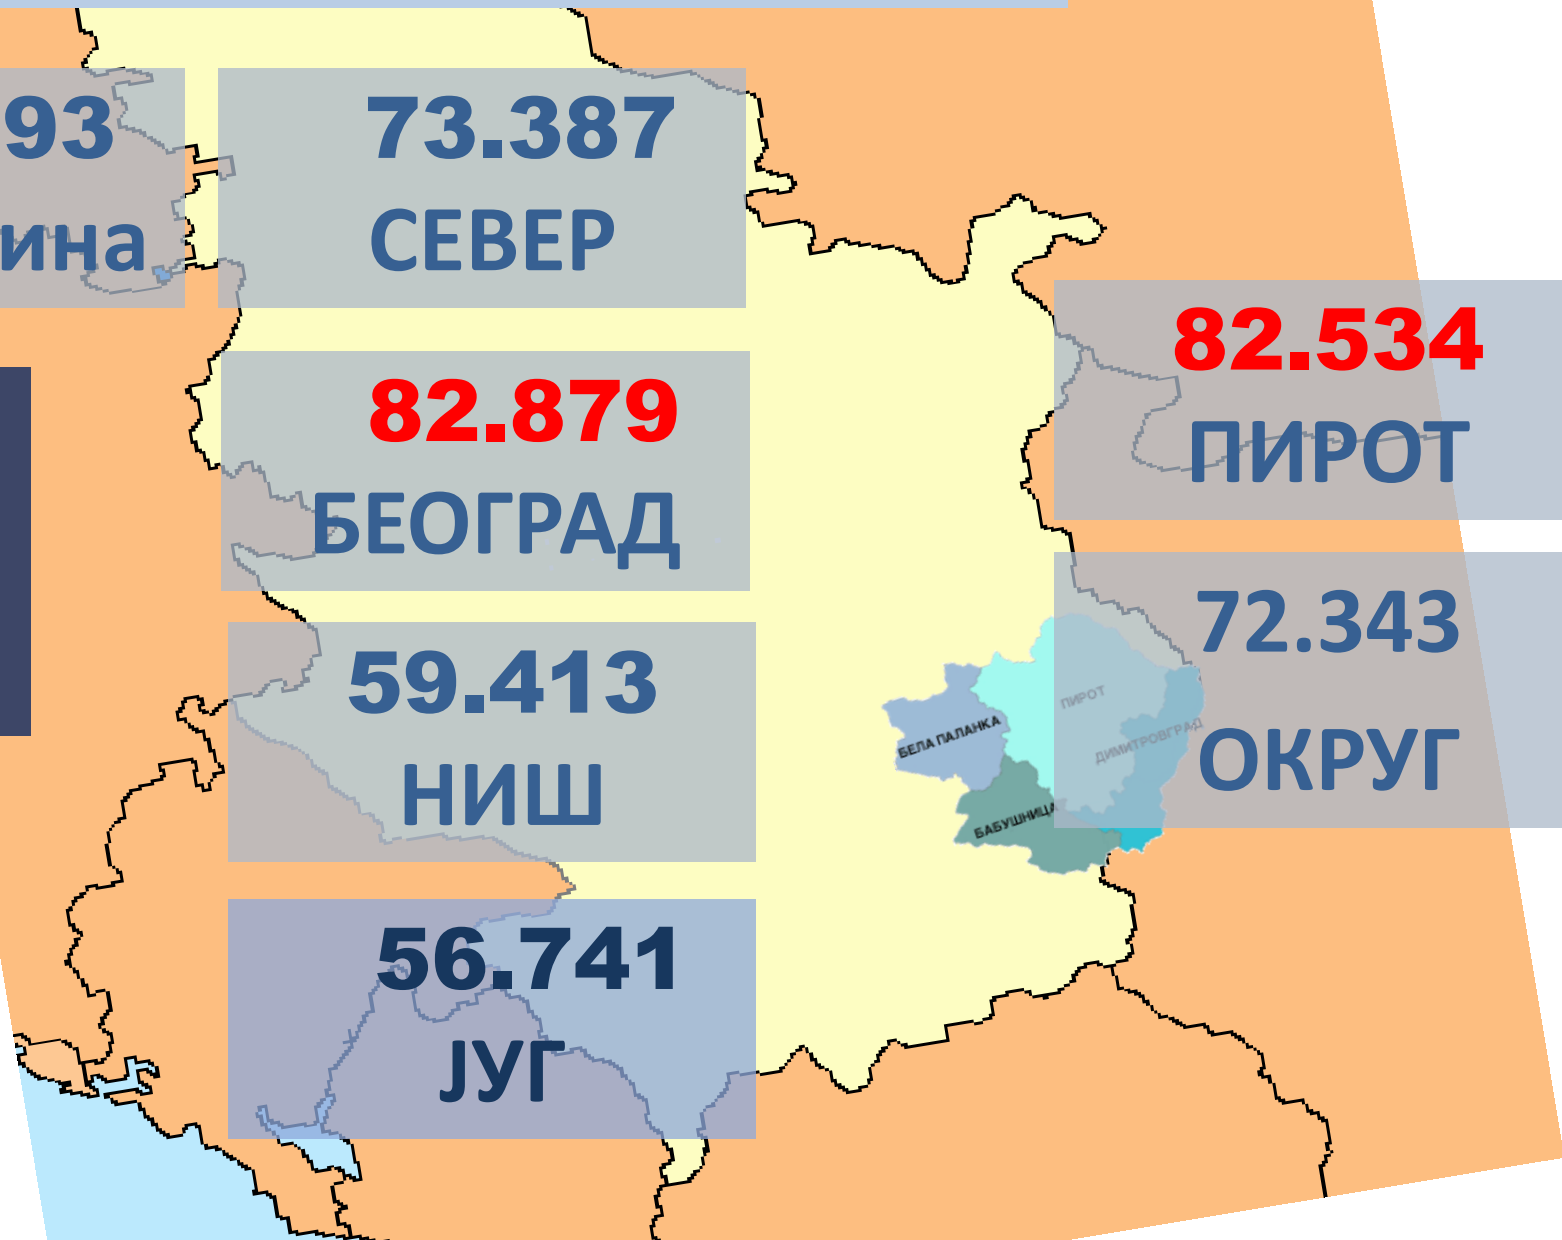 93
ина
73.387
СЕВЕР
82.879
БЕОГРАД
59.413
НИШ
56.741
ЈУГ
82.534
ПИРОТ
72.343
ОКРУГ
ПИРОТ
БЕЛА ПАЛАНКА
ДИМИТРОВГРАД
БАБУШНИЦА